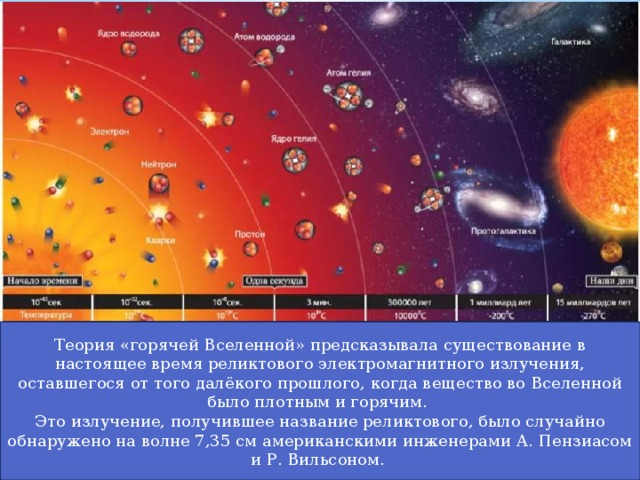 Ядро водорода
Атом водорода
Галактика
Атом гелия
Электрон
Ядро гелия
Нейтрон
Кварки
Протон
Протогалактика
Начало времени
Одна секунда
Наши дни
10⁻⁴³сек. 10⁻³²сек. 10⁻⁶сек. 3 мин. 300000 лет 1 миллиард лет 15 миллиардов лет
Температура 10000°C -200°C -270°C
Теория «горячей Вселенной» предсказывала существование в
настоящее время реликтового электромагнитного излучения,
оставшегося от того далёкого прошлого, когда вещество во Вселенной
было плотным и горячим.
Это излучение, получившее название реликтового, было случайно
обнаружено на волне 7,35 см американскими инженерами А. Пензиасом
и Р. Вильсоном.